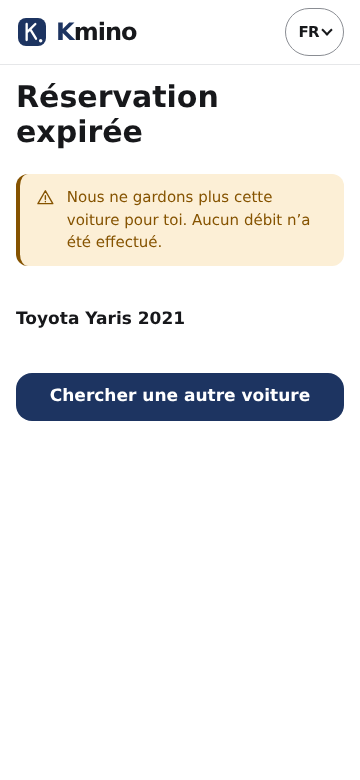 K. Kmino
FR
Réservation
expirée
Nous ne gardons plus cette
voiture pour toi. Aucun débit n’a
été effectué.
Toyota Yaris 2021
Chercher une autre voiture